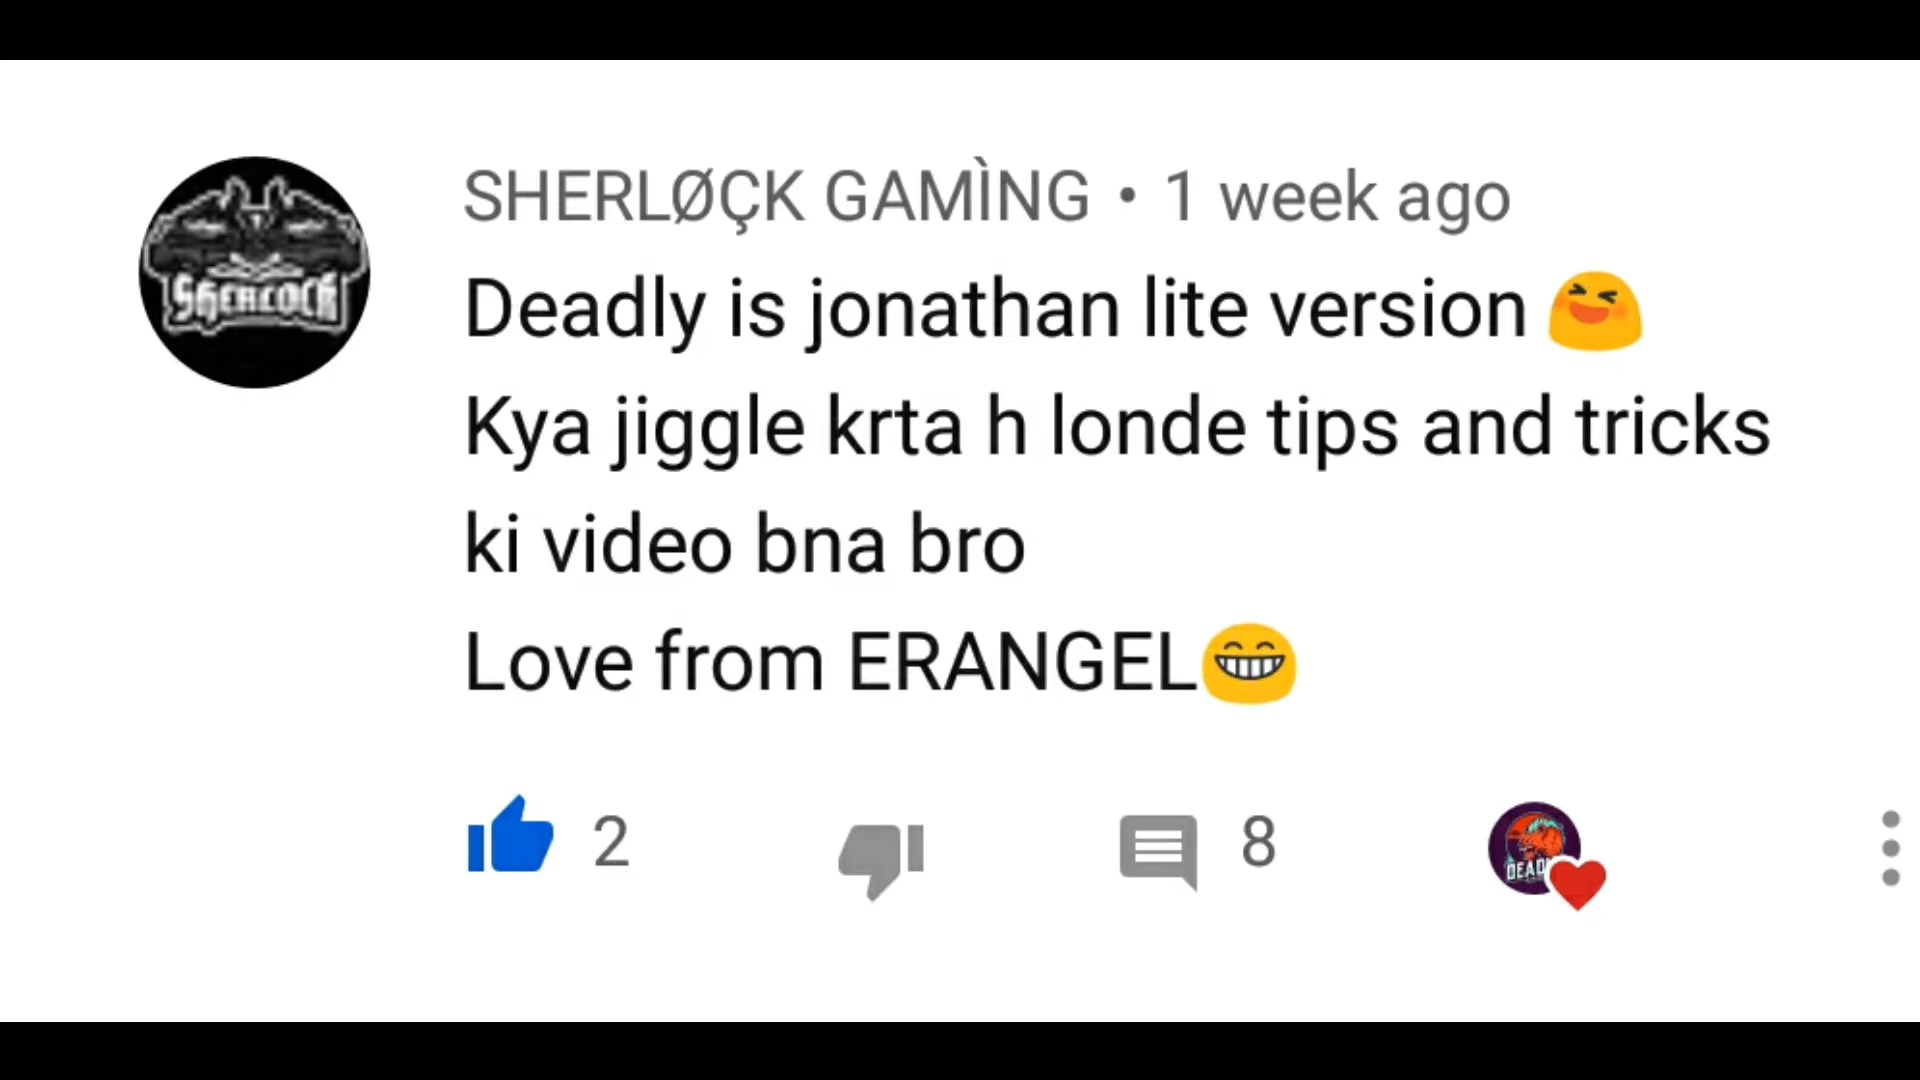 SHERLØÇK GAMÌNG • 1 week ago
SHERLOCK
Deadly is jonathan lite version 😆
Kya jiggle krta h londe tips and tricks
ki video bna bro
Love from ERANGEL😁
2
8